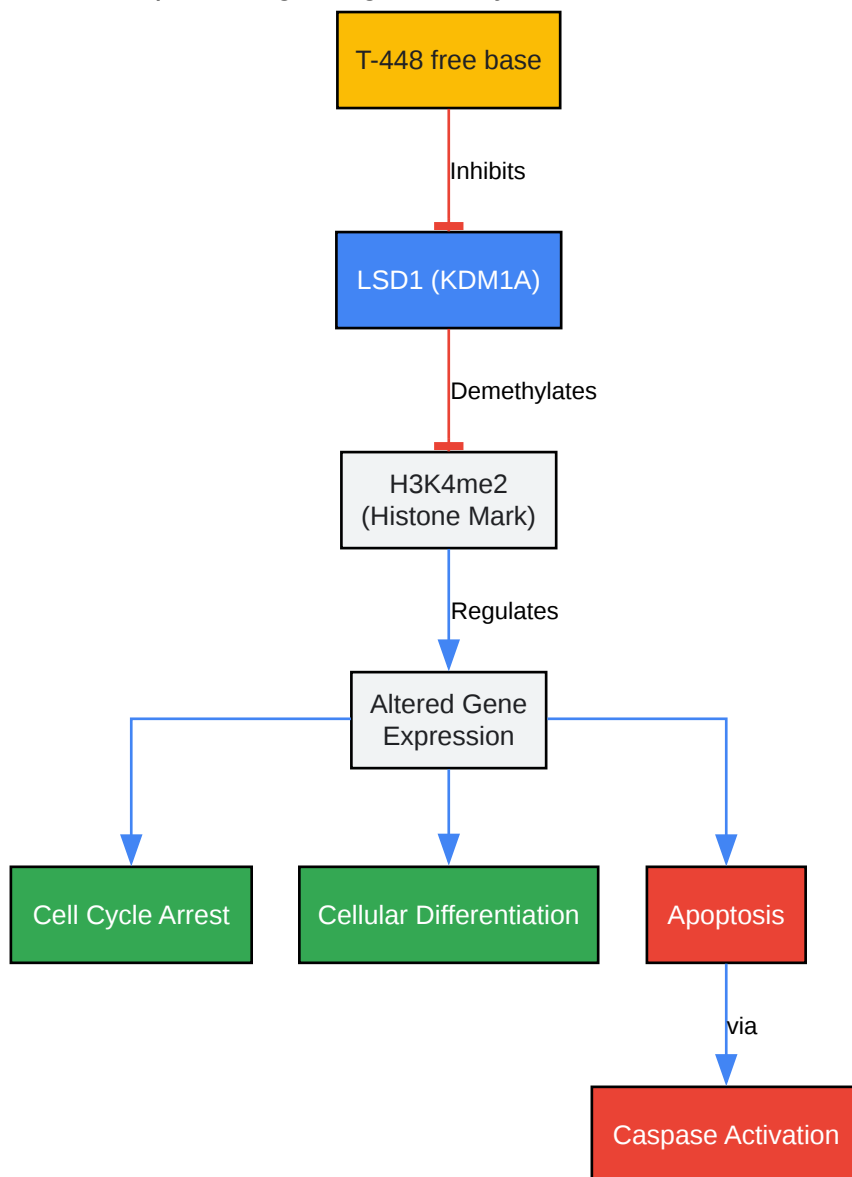 T-448 free base
Inhibits
LSD1 (KDM1A)
Demethylates
H3K4me2
(Histone Mark)
Regulates
Altered Gene
Expression
Cell Cycle Arrest
Cellular Differentiation
Apoptosis
via
Caspase Activation